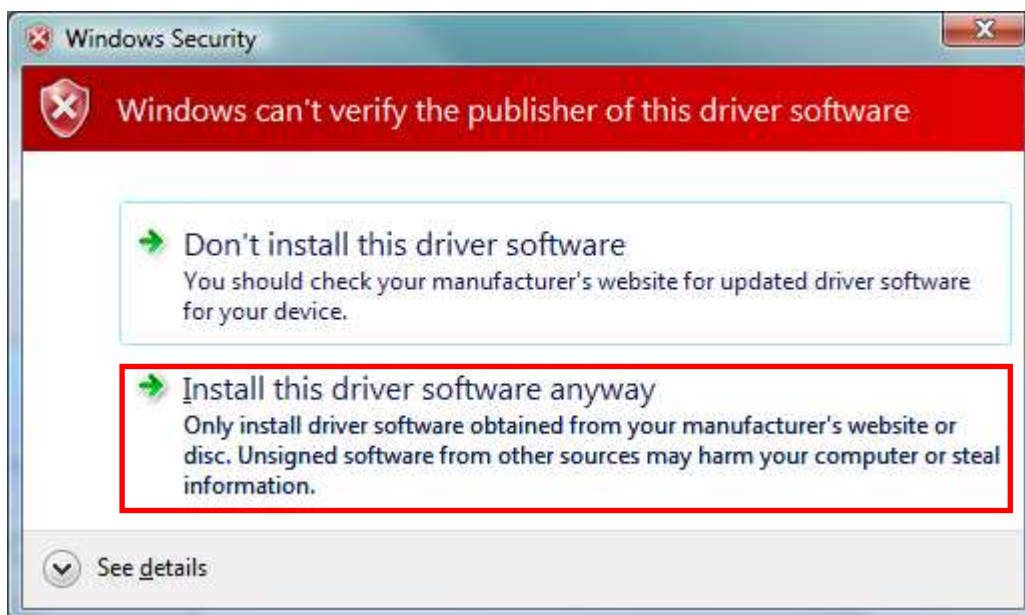 Windows Security
Windows can't verify the publisher of this driver software
Don't install this driver software
You should check your manufacturer's website for updated driver software
for your device.
Install this driver software anyway
Only install driver software obtained from your manufacturer's website or
disc. Unsigned software from other sources may harm your computer or steal
information.
See details